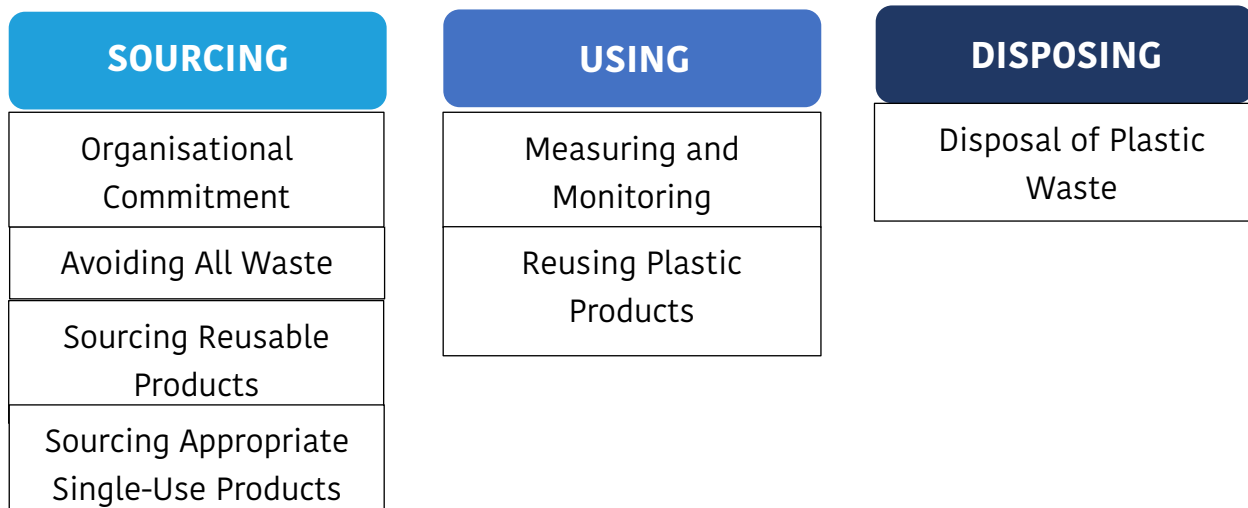 SOURCING
Organisational
Commitment
Avoiding All Waste
Sourcing Reusable
Products
Sourcing Appropriate
Single-Use Products
USING
Measuring and
Monitoring
Reusing Plastic
Products
DISPOSING
Disposal of Plastic
Waste